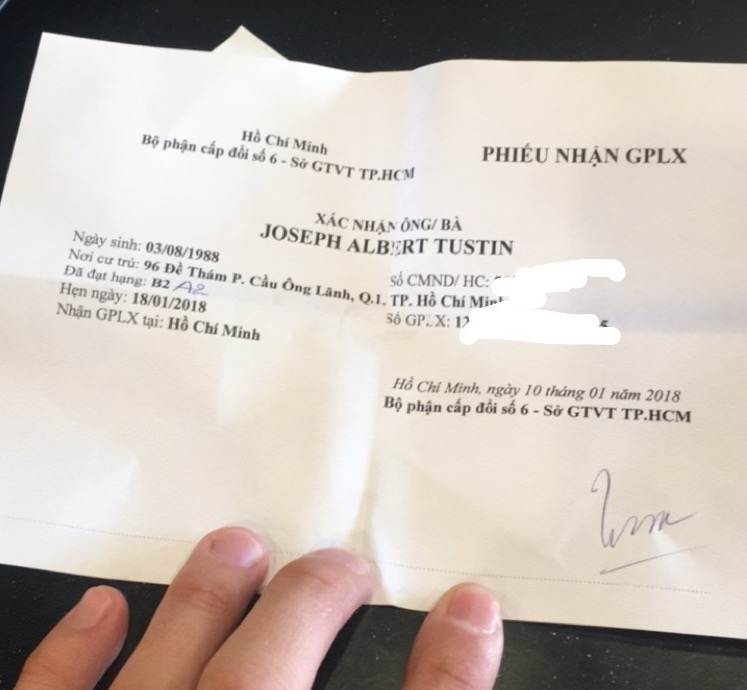 Hồ Chí Minh
Bộ phận cấp đổi số 6 - Sở GTVT TP.HCM
PHIẾU NHẬN GPLX
XÁC NHẬN ÔNG/ BÀ
JOSEPH ALBERT TUSTIN
Ngày sinh: 03/08/1988
Số CMND/ HC:
Nơi cư trú: 96 Đề Thám P. Cầu Ông Lãnh, Q.1. TP. Hồ Chí Minh
Đã đạt hạng: B2 A2
Số GPLX: 12
Hẹn ngày: 18/01/2018
Nhận GPLX tại: Hồ Chí Minh
Hồ Chí Minh, ngày 10 tháng 01 năm 2018
Bộ phận cấp đổi số 6 - Sở GTVT TP.HCM